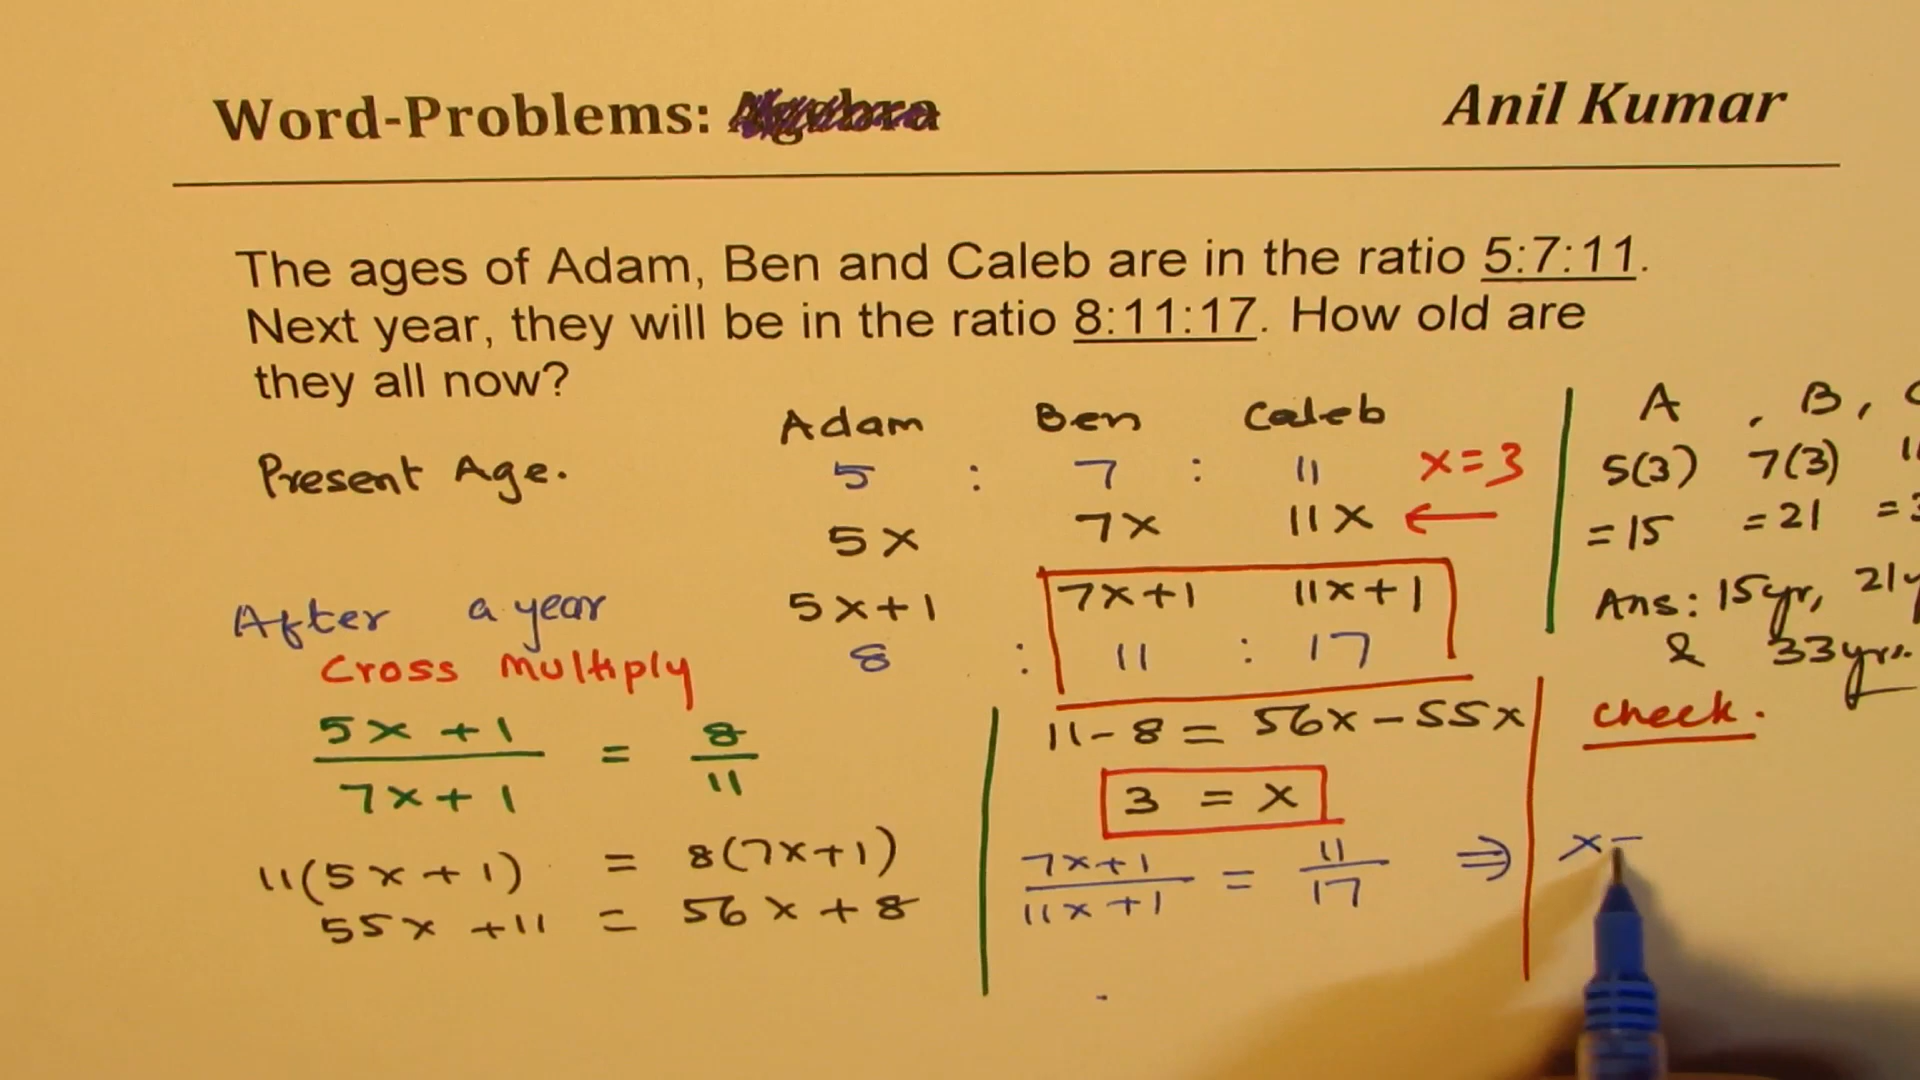 Word-Problems: Algebra
Anil Kumar
The ages of Adam, Ben and Caleb are in the ratio 5:7:11.
Next year, they will be in the ratio 8:11:17. How old are
they all now?
Adam Ben Caleb
Present Age. 5 : 7 : 11 x=3
5x 7x 11x ←
After a year 5x+1 7x+1 11x+1
8 : 11 : 17
Cross Multiply
5x +1 / 7x+1 = 8 / 11
11(5x+1) = 8(7x+1)
55x +11 = 56x+8
11-8 = 56x-55x
3 = x
7x+1 / 11x+1 = 11 / 17 ⇒ x=
A , B,
5(3) 7(3)
=15 =21 =
Ans: 15yr, 21
& 33yrs.
check.